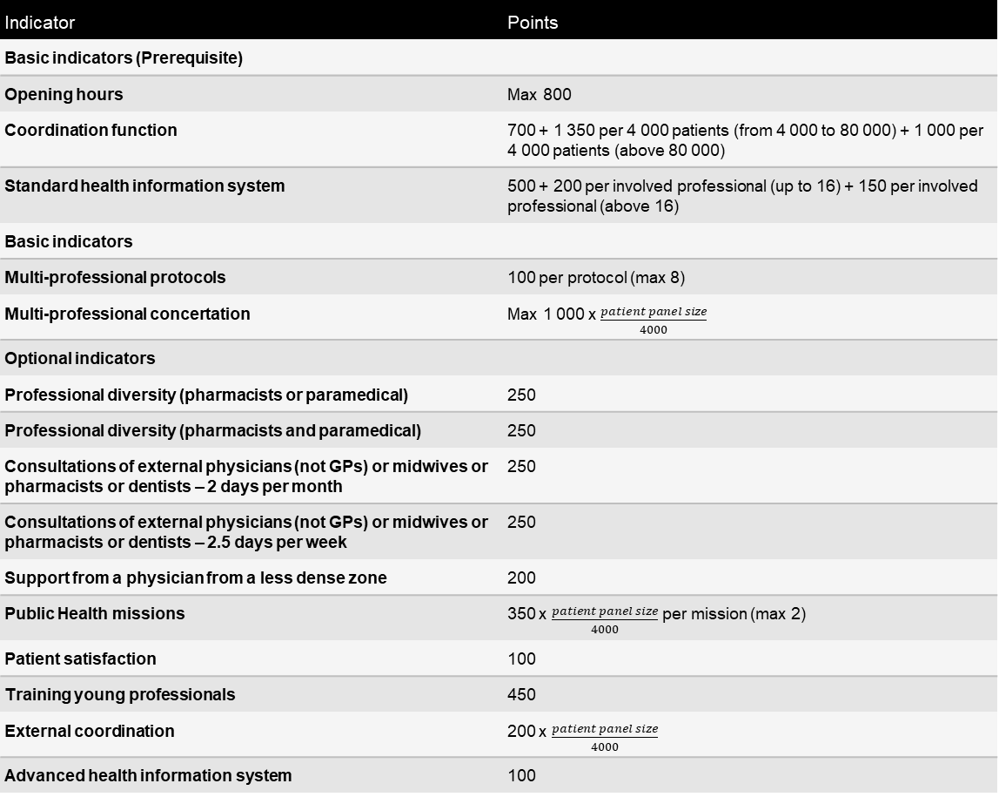 Indicator Points
Basic indicators (Prerequisite)
Opening hours Max 800
Coordination function 700 + 1 350 per 4 000 patients (from 4 000 to 80 000) + 1 000 per
4 000 patients (above 80 000)
Standard health information system 500 + 200 per involved professional (up to 16) + 150 per involved
professional (above 16)
Basic indicators
Multi-professional protocols 100 per protocol (max 8)
Multi-professional concertation Max 1 000 x patient panel size
4000
Optional indicators
Professional diversity (pharmacists or paramedical) 250
Professional diversity (pharmacists and paramedical) 250
Consultations of external physicians (not GPs) or midwives or 250
pharmacists or dentists – 2 days per month
Consultations of external physicians (not GPs) or midwives or 250
pharmacists or dentists – 2.5 days per week
Support from a physician from a less dense zone 200
Public Health missions 350 x patient panel size per mission (max 2)
4000
Patient satisfaction 100
Training young professionals 450
External coordination 200 x patient panel size
4000
Advanced health information system 100